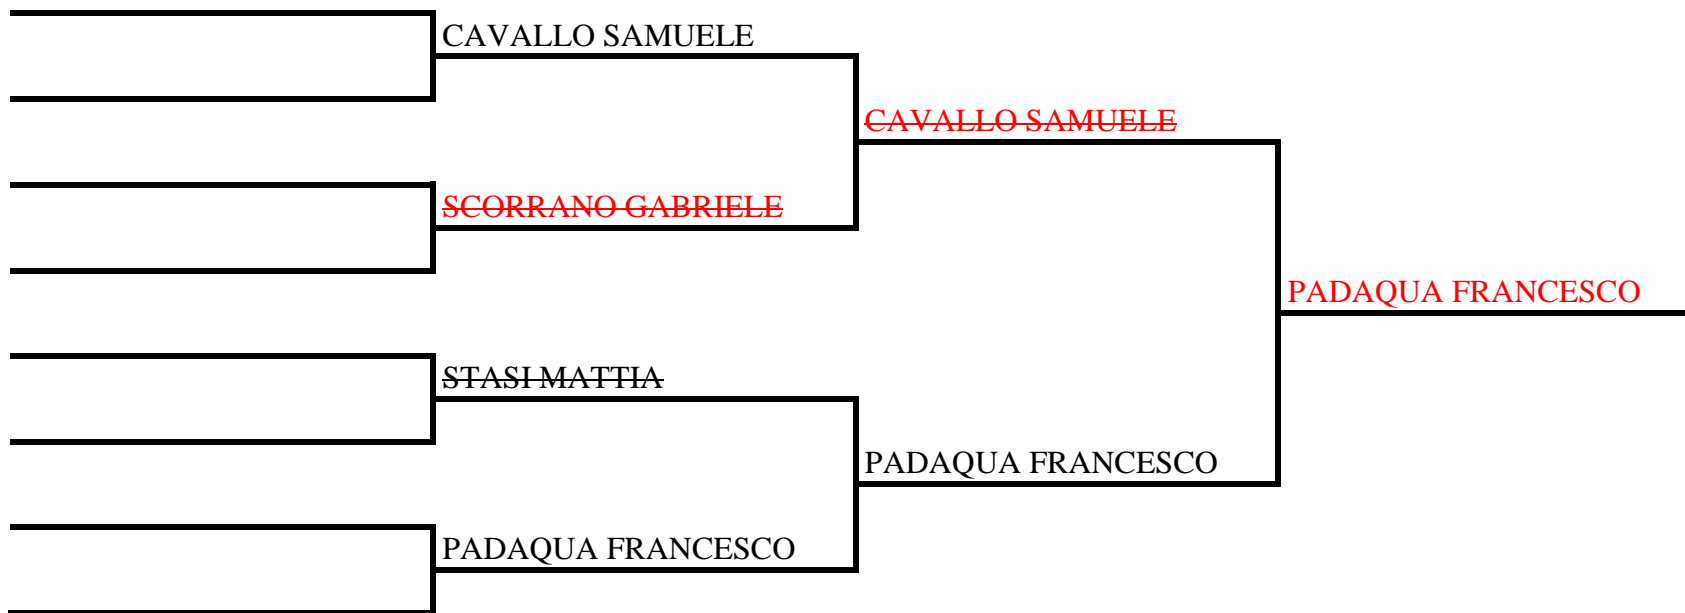 CAVALLO SAMUELE
CAVALLO SAMUELE
SCORRANO GABRIELE
PADAQUA FRANCESCO
STASI MATTIA
PADAQUA FRANCESCO
PADAQUA FRANCESCO